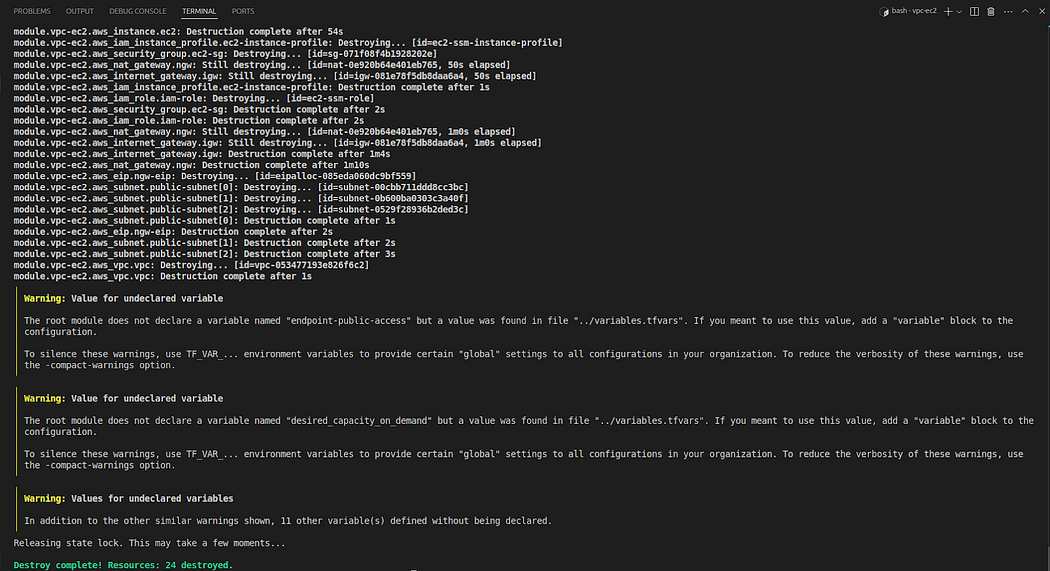 PROBLEMS OUTPUT DEBUG CONSOLE TERMINAL PORTS bash - vpc-ec2
module.vpc-ec2.aws_instance.ec2: Destruction complete after 54s
module.vpc-ec2.aws_iam_instance_profile.ec2-instance-profile: Destroying... [id=ec2-ssm-instance-profile]
module.vpc-ec2.aws_security_group.ec2-sg: Destroying... [id=sg-071f08f4b1928202e]
module.vpc-ec2.aws_nat_gateway.ngw: Still destroying... [id=nat-0e920b64e401eb765, 50s elapsed]
module.vpc-ec2.aws_internet_gateway.igw: Still destroying... [id=igw-081e78f5db8daa6a4, 50s elapsed]
module.vpc-ec2.aws_iam_instance_profile.ec2-instance-profile: Destruction complete after 1s
module.vpc-ec2.aws_iam_role.iam-role: Destroying... [id=ec2-ssm-role]
module.vpc-ec2.aws_security_group.ec2-sg: Destruction complete after 2s
module.vpc-ec2.aws_iam_role.iam-role: Destruction complete after 2s
module.vpc-ec2.aws_nat_gateway.ngw: Still destroying... [id=nat-0e920b64e401eb765, 1m0s elapsed]
module.vpc-ec2.aws_internet_gateway.igw: Still destroying... [id=igw-081e78f5db8daa6a4, 1m0s elapsed]
module.vpc-ec2.aws_internet_gateway.igw: Destruction complete after 1m4s
module.vpc-ec2.aws_nat_gateway.ngw: Destruction complete after 1m10s
module.vpc-ec2.aws_eip.ngw-eip: Destroying... [id=eipalloc-085eda060dc9bf559]
module.vpc-ec2.aws_subnet.public-subnet[0]: Destroying... [id=subnet-00cbb711ddd8cc3bc]
module.vpc-ec2.aws_subnet.public-subnet[1]: Destroying... [id=subnet-0b600ba0303c3a40f]
module.vpc-ec2.aws_subnet.public-subnet[2]: Destroying... [id=subnet-0529f28936b2ded3c]
module.vpc-ec2.aws_subnet.public-subnet[0]: Destruction complete after 1s
module.vpc-ec2.aws_eip.ngw-eip: Destruction complete after 2s
module.vpc-ec2.aws_subnet.public-subnet[1]: Destruction complete after 2s
module.vpc-ec2.aws_subnet.public-subnet[2]: Destruction complete after 3s
module.vpc-ec2.aws_vpc.vpc: Destroying... [id=vpc-053477193e826f6c2]
module.vpc-ec2.aws_vpc.vpc: Destruction complete after 1s
Warning: Value for undeclared variable
The root module does not declare a variable named "endpoint-public-access" but a value was found in file "../variables.tfvars". If you meant to use this value, add a "variable" block to the
configuration.
To silence these warnings, use TF_VAR_... environment variables to provide certain "global" settings to all configurations in your organization. To reduce the verbosity of these warnings, use
the -compact-warnings option.
Warning: Value for undeclared variable
The root module does not declare a variable named "desired_capacity_on_demand" but a value was found in file "../variables.tfvars". If you meant to use this value, add a "variable" block to the
configuration.
To silence these warnings, use TF_VAR_... environment variables to provide certain "global" settings to all configurations in your organization. To reduce the verbosity of these warnings, use
the -compact-warnings option.
Warning: Values for undeclared variables
In addition to the other similar warnings shown, 11 other variable(s) defined without being declared.
Releasing state lock. This may take a few moments...
Destroy complete! Resources: 24 destroyed.